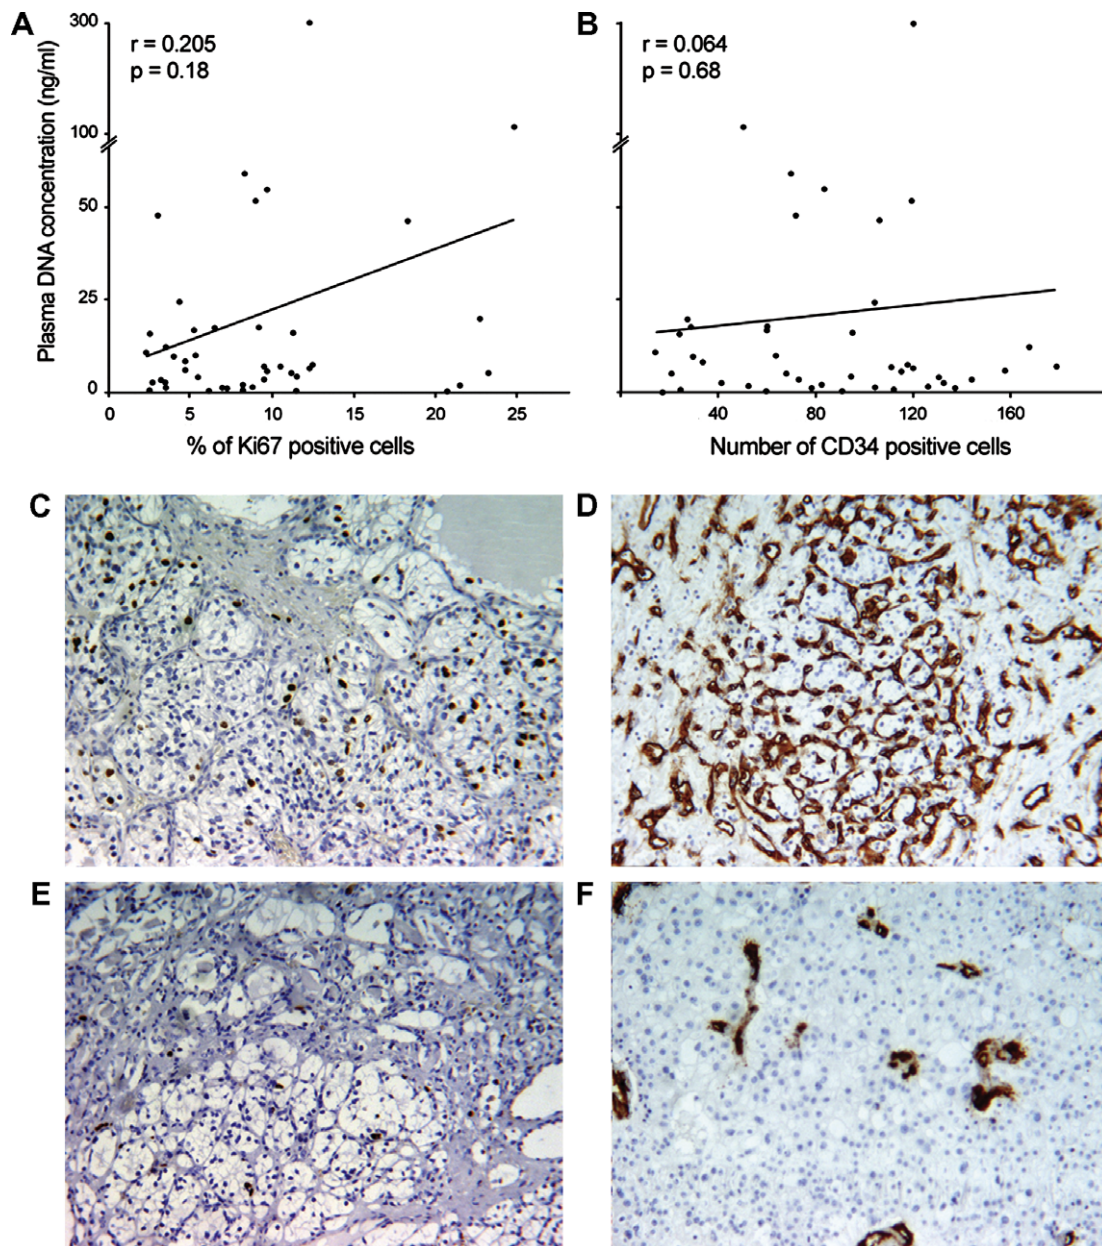 A
B
300
100
50
25
0
Plasma DNA concentration (ng/ml)
r = 0.205
p = 0.18
0
5
10
15
20
25
% of Ki67 positive cells
r = 0.064
p = 0.68
40
80
120
160
Number of CD34 positive cells
C
D
E
F